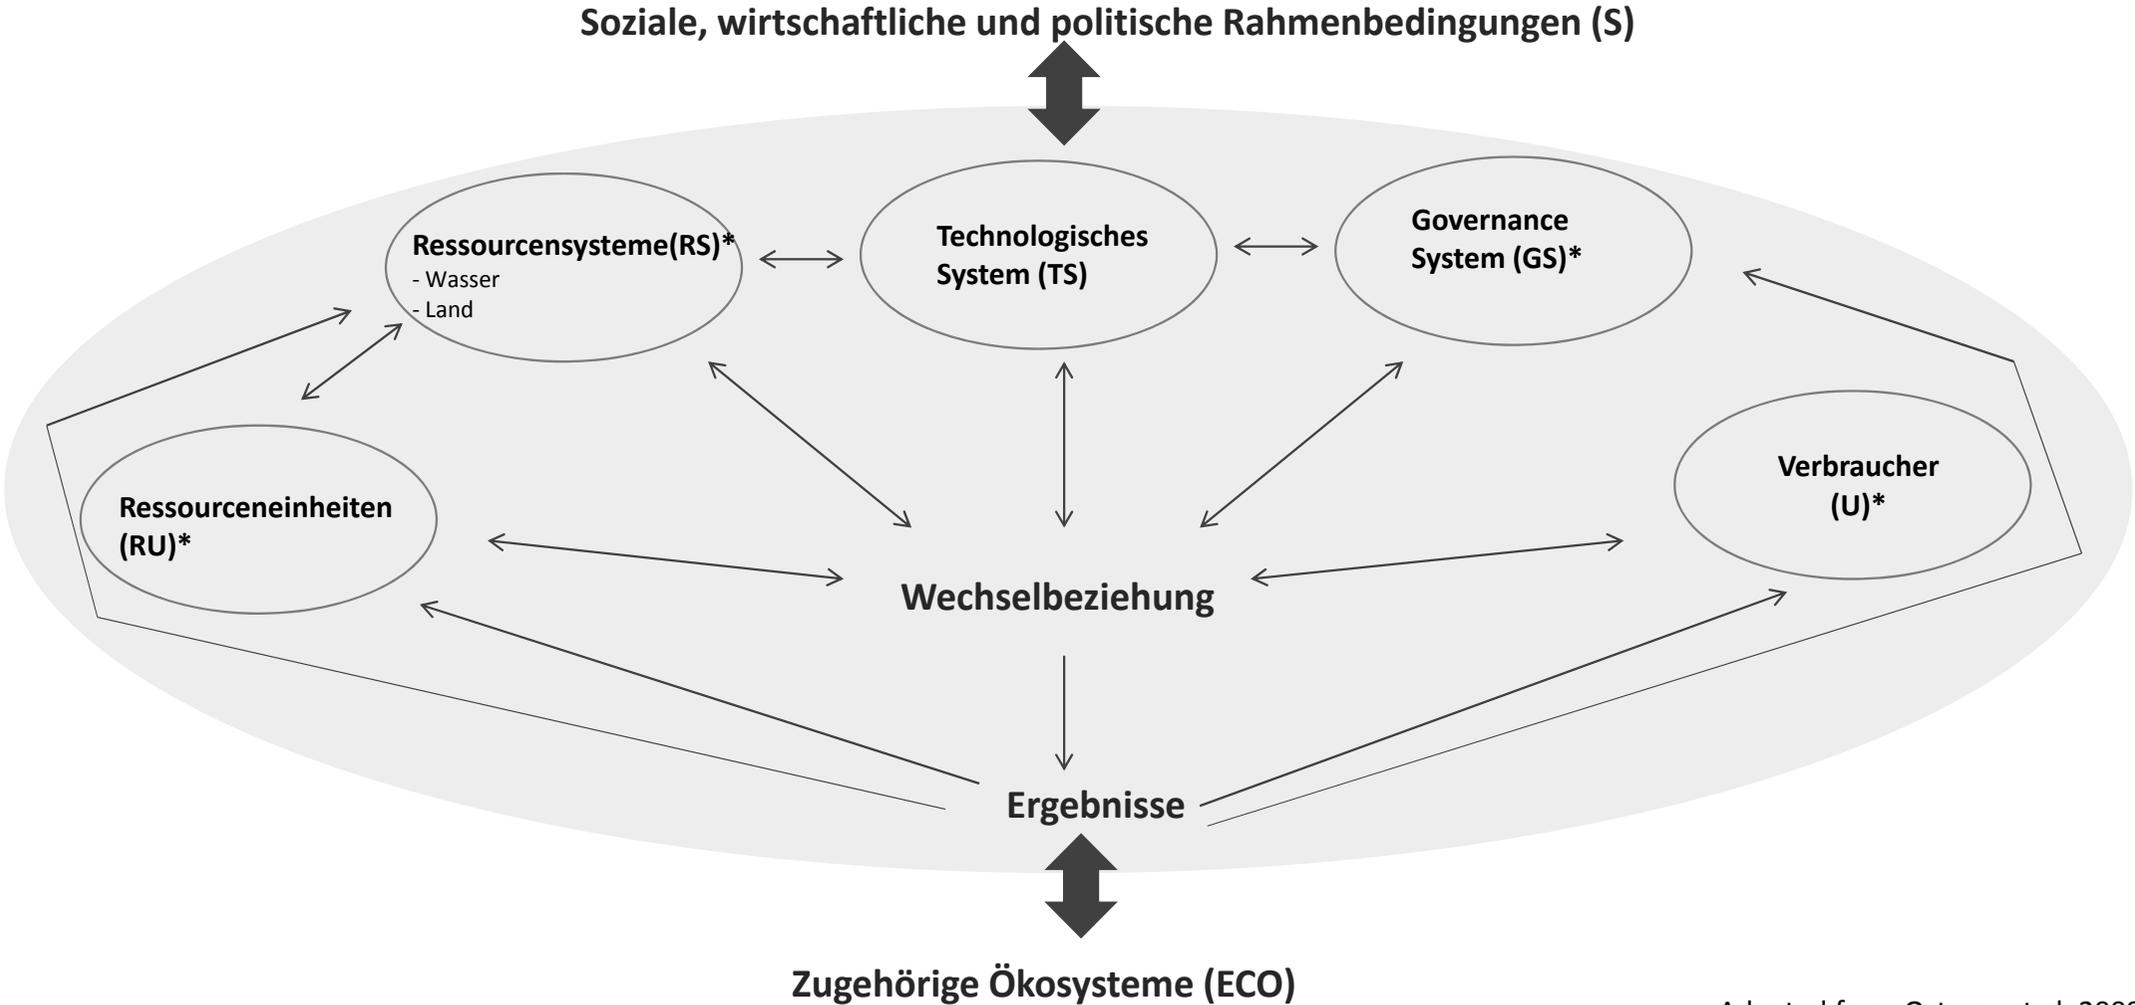 Soziale, wirtschaftliche und politische Rahmenbedingungen (S)
Ressourcensysteme(RS)*
- Wasser
- Land
Technologisches
System (TS)
Governance
System (GS)*
Ressourceneinheiten
(RU)*
Verbraucher
(U)*
Wechselbeziehung
Ergebnisse
Zugehörige Ökosysteme (ECO)